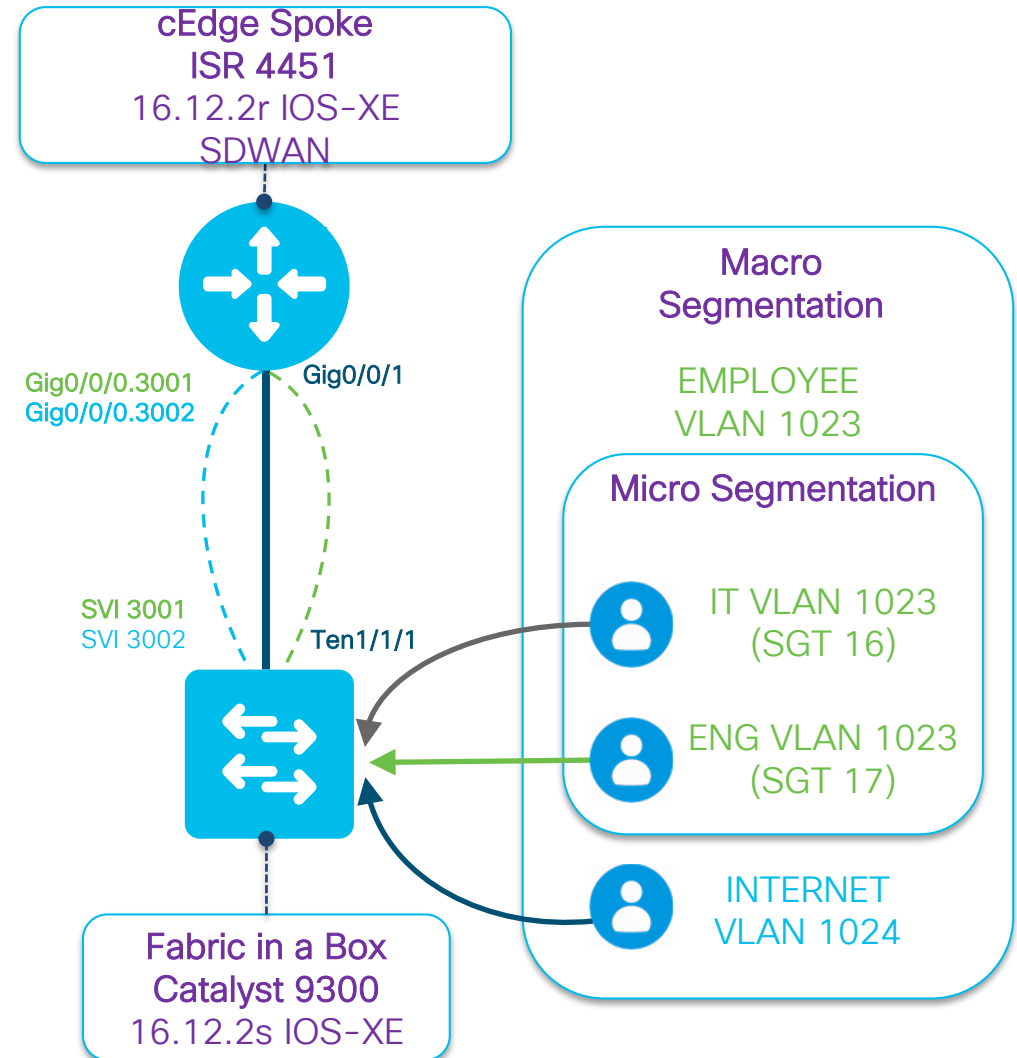 cEdge Spoke
ISR 4451
16.12.2r IOS-XE
SDWAN
Gig0/0/0.3001
Gig0/0/0.3002
Gig0/0/1
SVI 3001
SVI 3002
Ten1/1/1
Fabric in a Box
Catalyst 9300
16.12.2s IOS-XE
Macro
Segmentation
EMPLOYEE
VLAN 1023
Micro Segmentation
IT VLAN 1023
(SGT 16)
ENG VLAN 1023
(SGT 17)
INTERNET
VLAN 1024